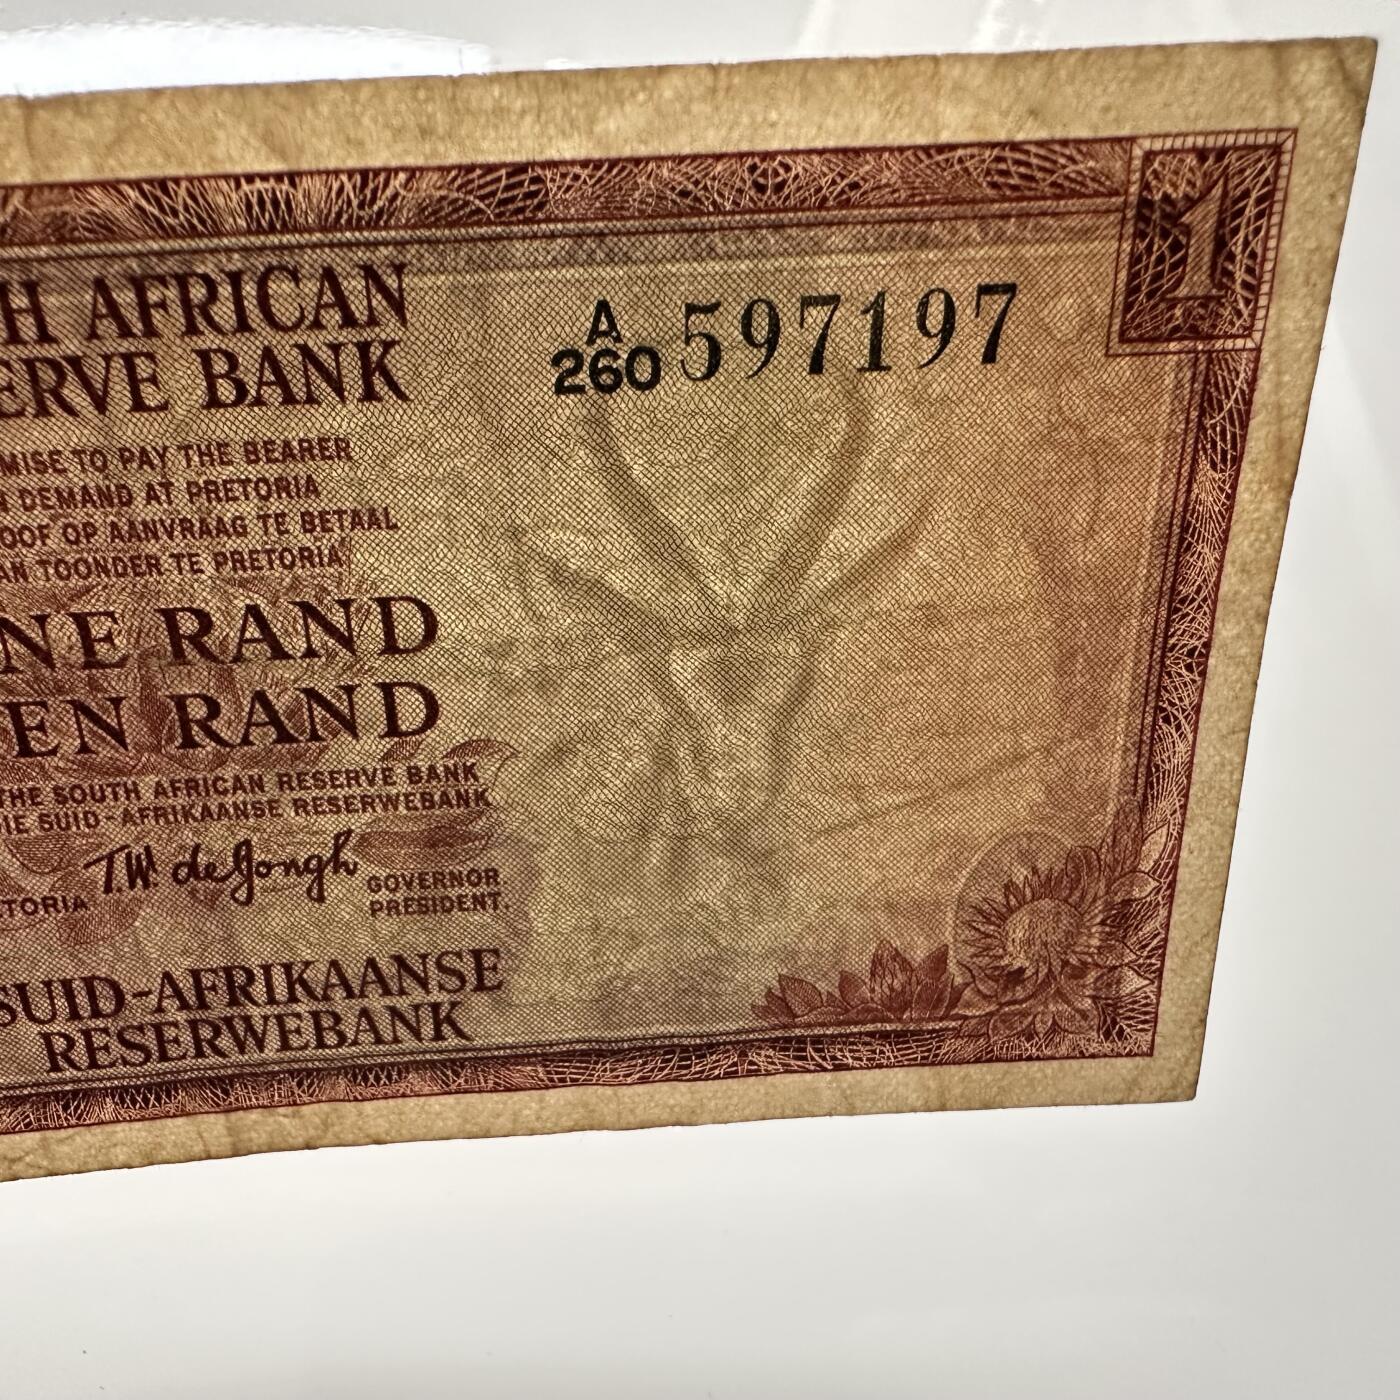 1
H AFRICAN
ERVE BANK
A
260 597197
MISE TO PAY THE BEARER
N DEMAND AT PRETORIA
OOF OP AANVRAAG TE BETAAL
AN TOONDER TE PRETORIA
NE RAND
EN RAND
THE SOUTH AFRICAN RESERVE BANK
IE SUID-AFRIKAANSE RESERWEBANK
T.W. de Jongh
GOVERNOR.
TORIA
PRESIDENT.
SUID-AFRIKAANSE
RESERWEBANK